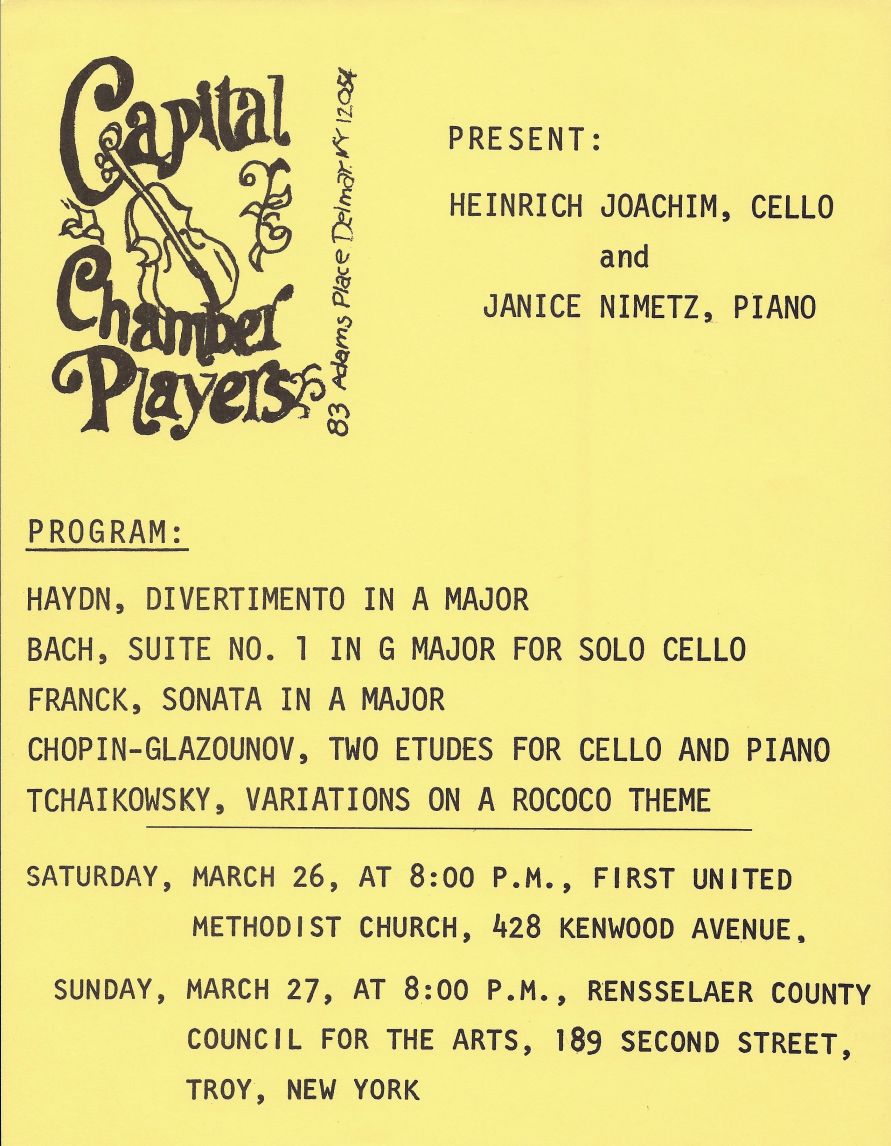 Capital
Chamber
Players
83 Adams Place Delmar NY 12054
PRESENT:
HEINRICH JOACHIM, CELLO
and
JANICE NIMETZ, PIANO
PROGRAM:
HAYDN, DIVERTIMENTO IN A MAJOR
BACH, SUITE NO. 1 IN G MAJOR FOR SOLO CELLO
FRANCK, SONATA IN A MAJOR
CHOPIN-GLAZOUNOV, TWO ETUDES FOR CELLO AND PIANO
TCHAIKOWSKY, VARIATIONS ON A ROCOCO THEME
SATURDAY, MARCH 26, AT 8:00 P.M., FIRST UNITED
METHODIST CHURCH, 428 KENWOOD AVENUE,
SUNDAY, MARCH 27, AT 8:00 P.M., RENSSELAER COUNTY
COUNCIL FOR THE ARTS, 189 SECOND STREET,
TROY, NEW YORK